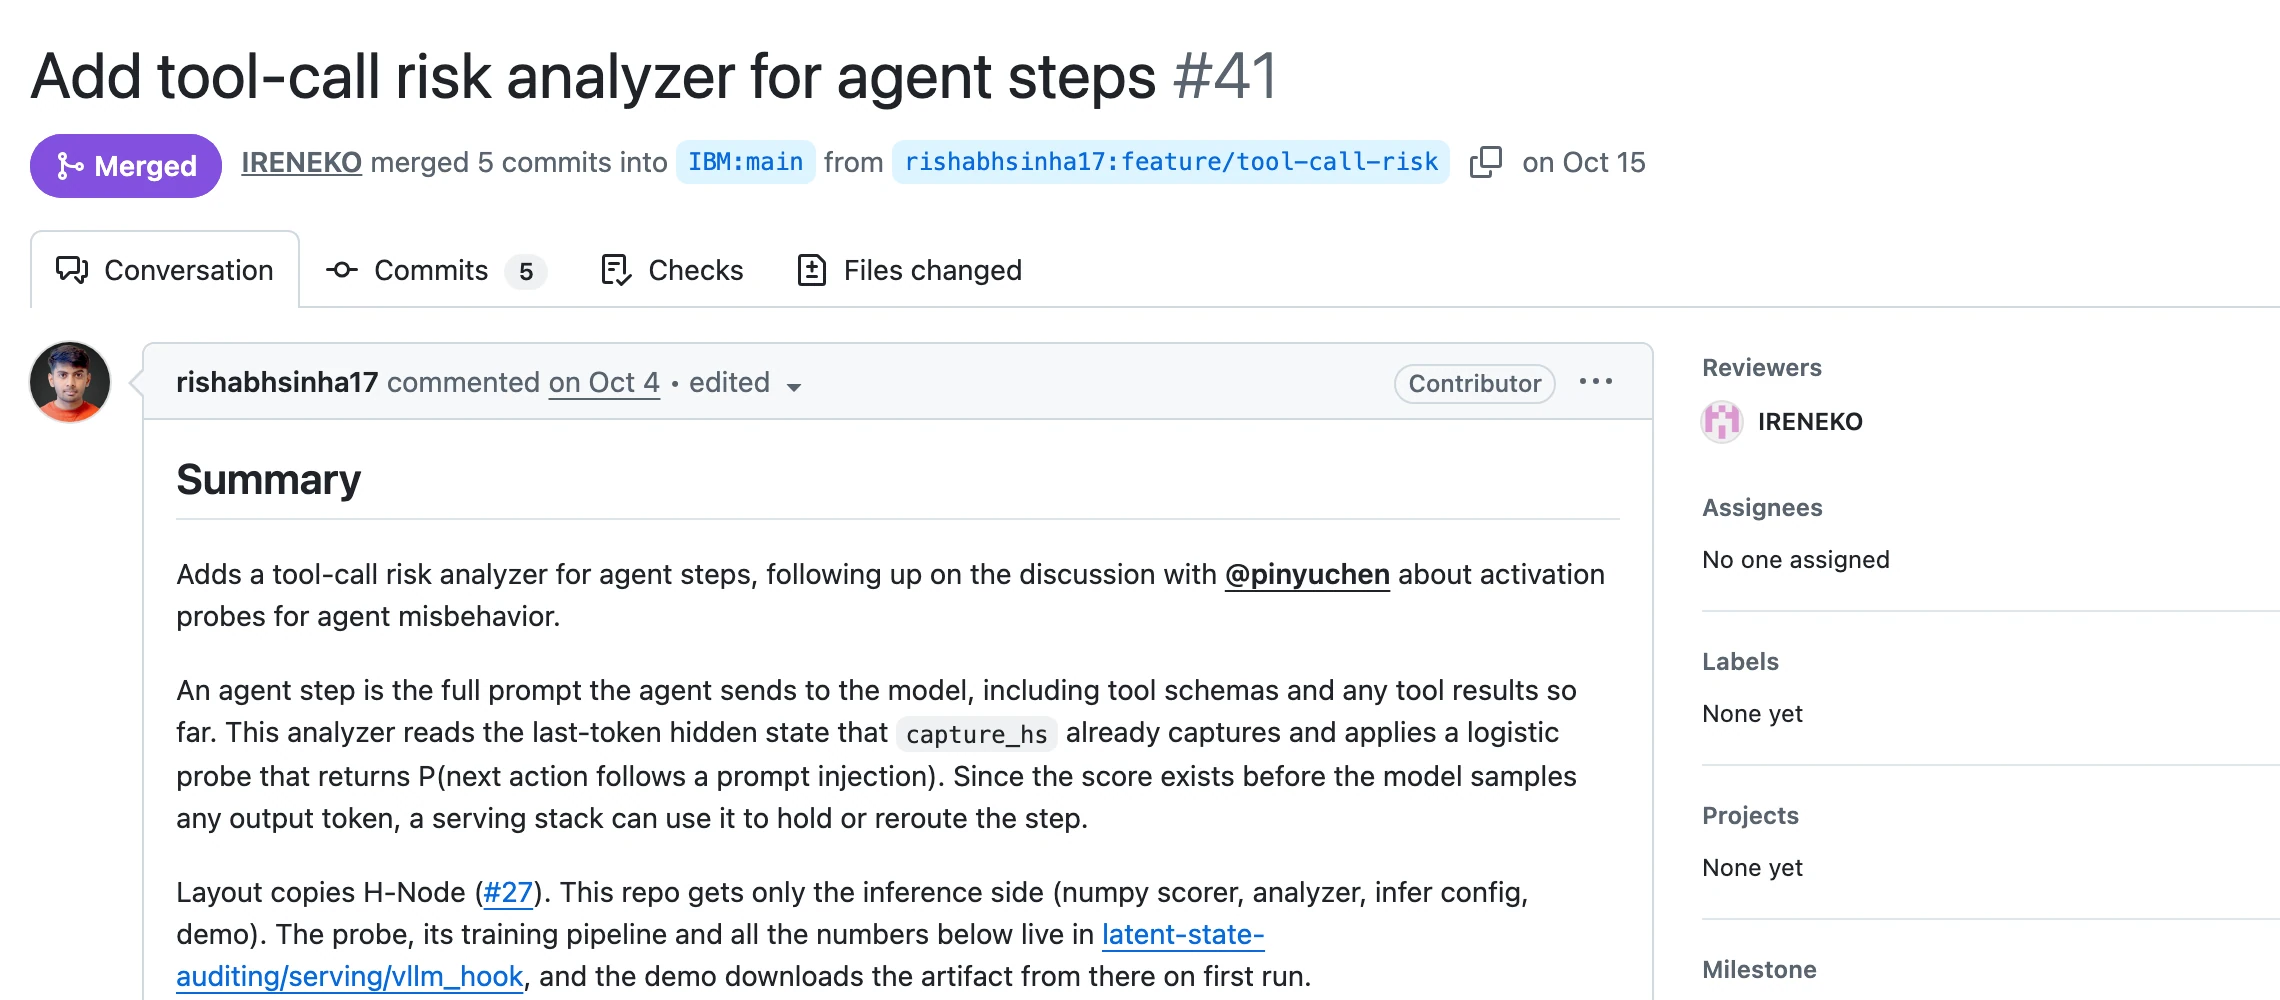 Add tool-call risk analyzer for agent steps #41
Merged IRENEKO merged 5 commits into IBM:main from rishabhsinha17:feature/tool-call-risk on Oct 15
Conversation Commits 5 Checks Files changed
rishabhsinha17 commented on Oct 4 • edited Contributor ...
Summary
Adds a tool-call risk analyzer for agent steps, following up on the discussion with @pinyuchen about activation
probes for agent misbehavior.
An agent step is the full prompt the agent sends to the model, including tool schemas and any tool results so
far. This analyzer reads the last-token hidden state that capture_hs already captures and applies a logistic
probe that returns P(next action follows a prompt injection). Since the score exists before the model samples
any output token, a serving stack can use it to hold or reroute the step.
Layout copies H-Node (#27). This repo gets only the inference side (numpy scorer, analyzer, infer config,
demo). The probe, its training pipeline and all the numbers below live in latent-state-
auditing/serving/vllm_hook, and the demo downloads the artifact from there on first run.
Reviewers
IRENEKO
Assignees
No one assigned
Labels
None yet
Projects
None yet
Milestone